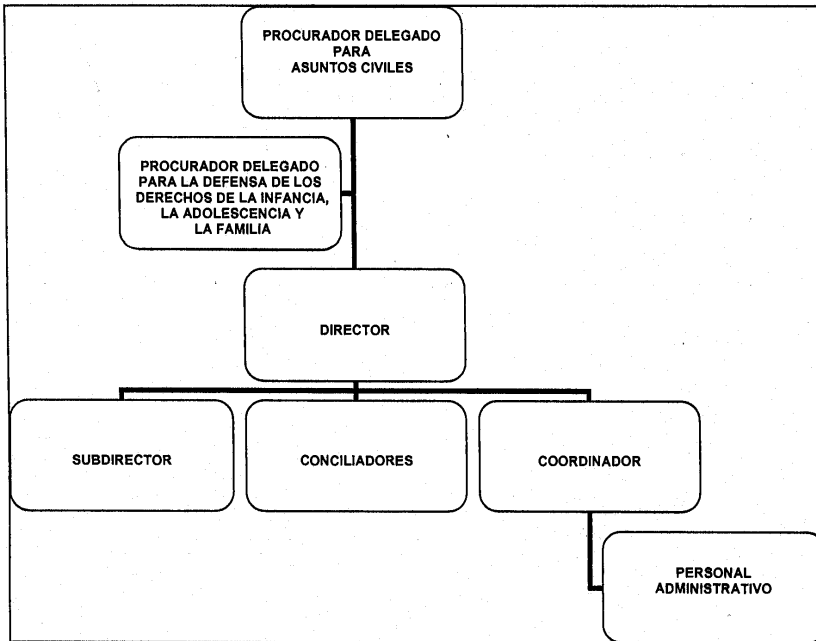 PROCURADOR DELEGADO
PARA
ASUNTOS CIVILES
PROCURADOR DELEGADO
PARA LA DEFENSA DE LOS
DERECHOS DE LA INFANCIA,
LA ADOLESCENCIA Y
LA FAMILIA
DIRECTOR
SUBDIRECTOR
CONCILIADORES
COORDINADOR
PERSONAL
ADMINISTRATIVO